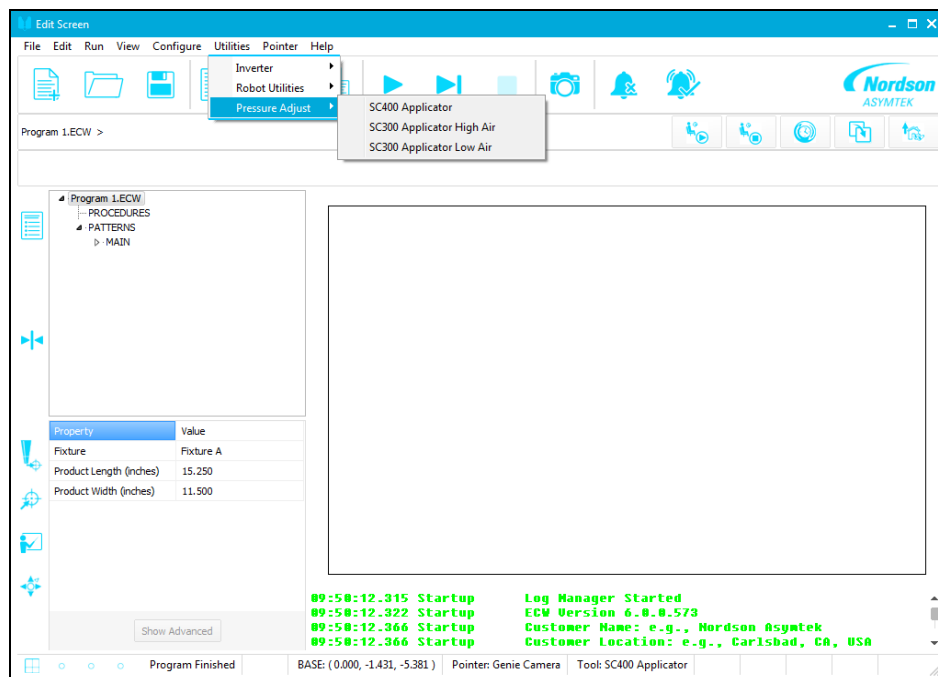 Edit Screen
File Edit Run View Configure Utilities Pointer Help
Inverter
Robot Utilities
Pressure Adjust
SC400 Applicator
SC300 Applicator High Air
SC300 Applicator Low Air
Nordson
ASYMTEK
Program 1.ECW >
Program 1.ECW
PROCEDURES
PATTERNS
MAIN
Property Value
Fixture Fixture A
Product Length (inches) 15.250
Product Width (inches) 11.500
Show Advanced
09:50:12.315 Startup Log Manager Started
09:50:12.322 Startup ECW Version 6.0.0.573
09:50:12.366 Startup Customer Name: e.g., Nordson Asymtek
09:50:12.366 Startup Customer Location: e.g., Carlsbad, CA, USA
Program Finished BASE: ( 0.000, -1.431, -5.381 ) Pointer: Genie Camera Tool: SC400 Applicator